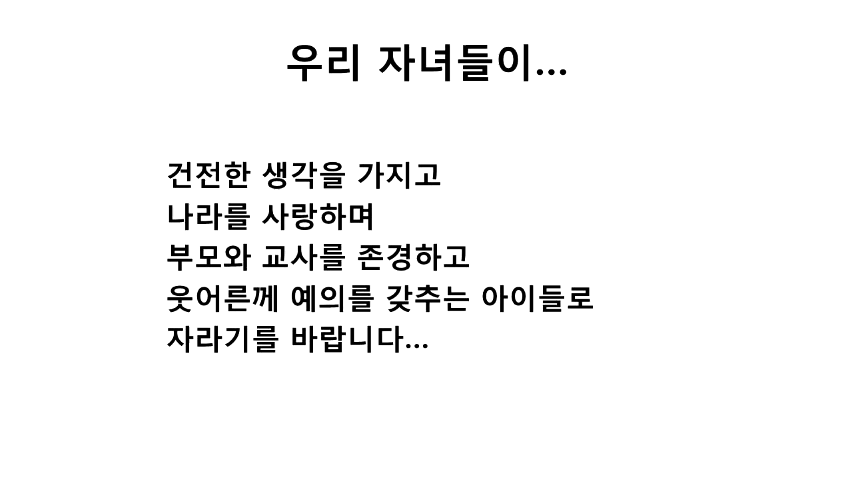 우리 자녀들이...
건전한 생각을 가지고
나라를 사랑하며
부모와 교사를 존경하고
웃어른께 예의를 갖추는 아이들로
자라기를 바랍니다...